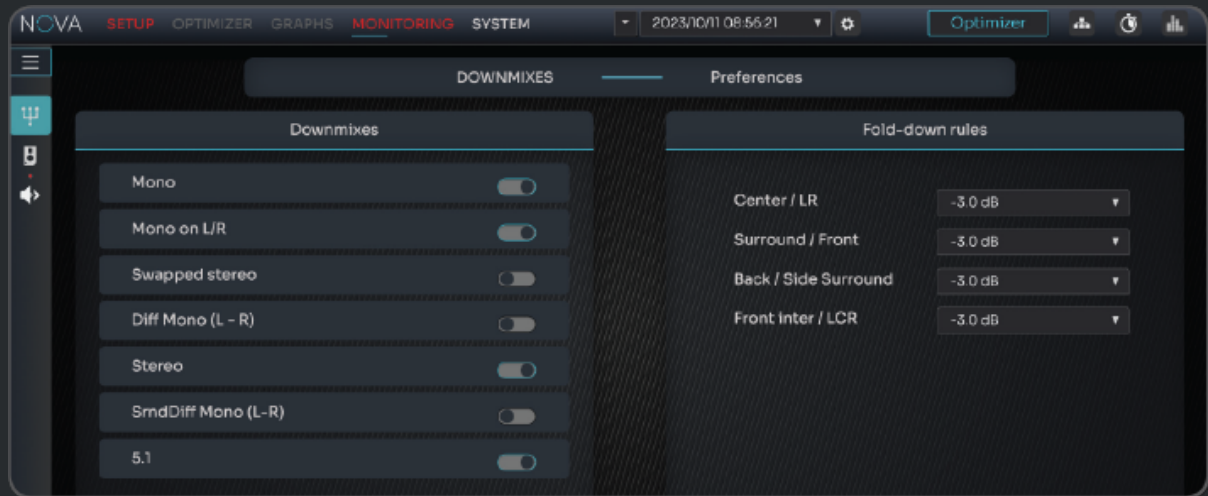 NOVA SETUP OPTIMIZER GRAPHS MONITORING SYSTEM 2023/10/11 08:56:21 Optimizer
DOWNMIXES Preferences
Downmixes
Mono
Mono on L/R
Swapped stereo
Diff Mono (L - R)
Stereo
SrndDiff Mono (L-R)
5.1
Fold-down rules
Center / LR -3.0 dB
Surround / Front -3.0 dB
Back / Side Surround -3.0 dB
Front inter / LCR -3.0 dB